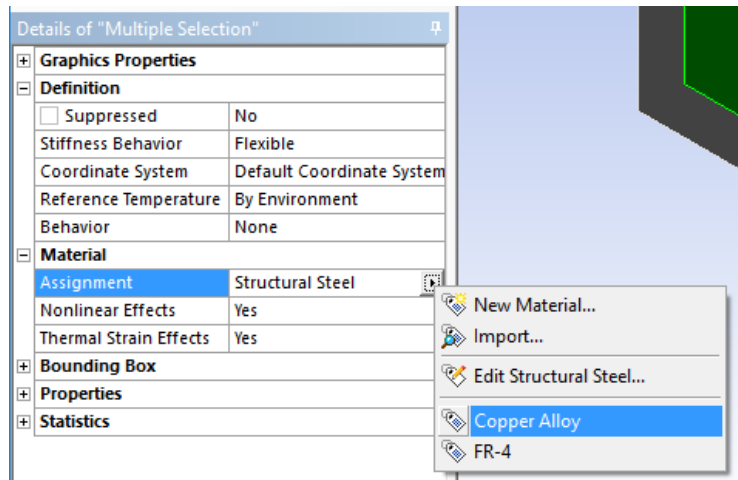 Details of "Multiple Selection"
Graphics Properties
Definition
Suppressed No
Stiffness Behavior Flexible
Coordinate System Default Coordinate System
Reference Temperature By Environment
Behavior None
Material
Assignment Structural Steel
Nonlinear Effects Yes
Thermal Strain Effects Yes
Bounding Box
Properties
Statistics
New Material...
Import...
Edit Structural Steel...
Copper Alloy
FR-4